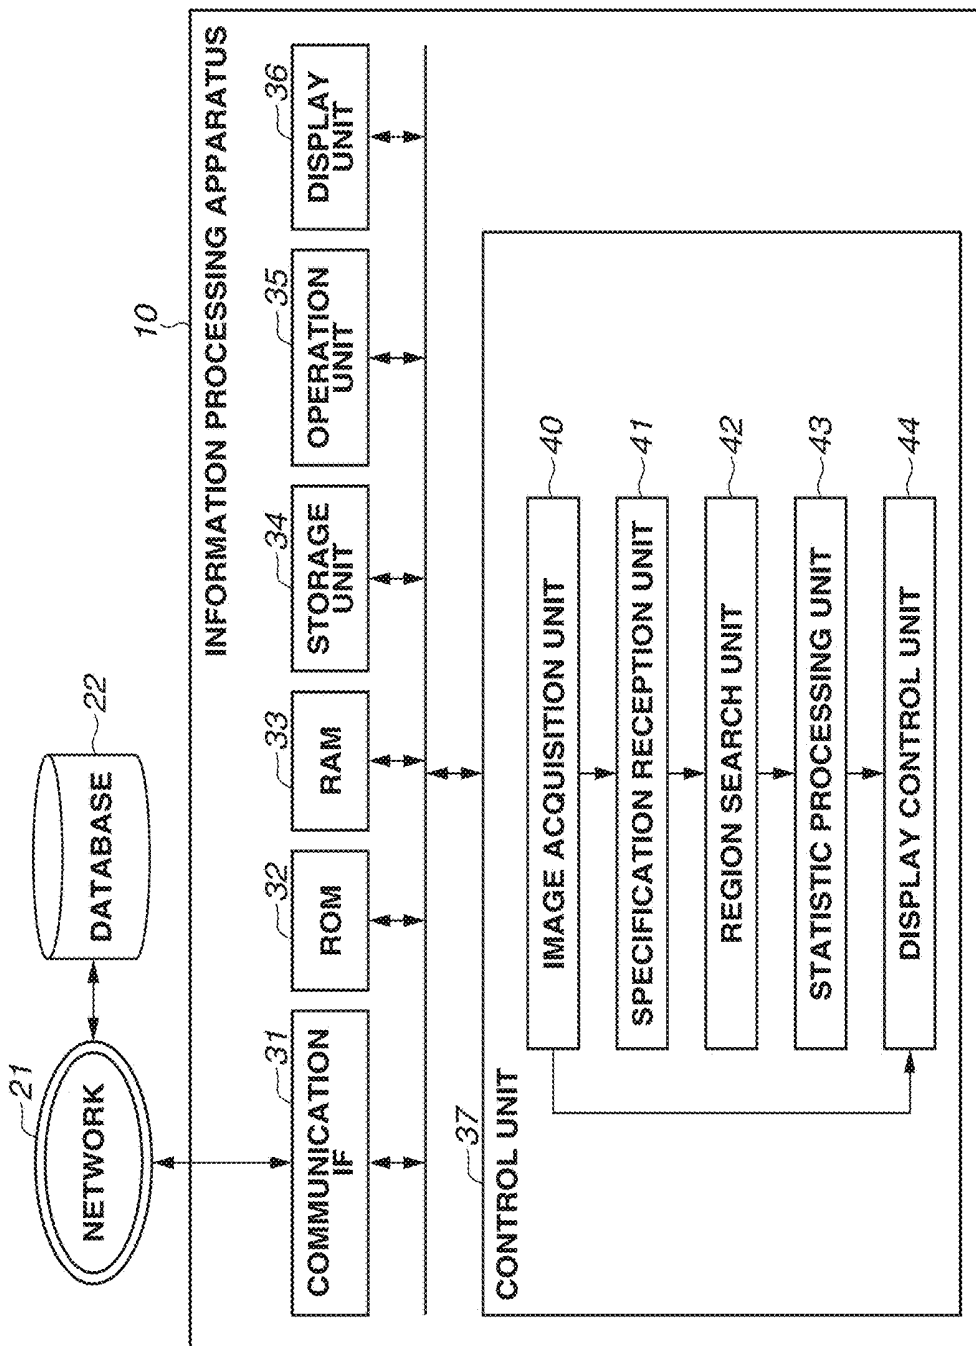 21
NETWORK
22
DATABASE
10
INFORMATION PROCESSING APPARATUS
31
COMMUNICATION
IF
32
ROM
33
RAM
34
STORAGE
UNIT
35
OPERATION
UNIT
36
DISPLAY
UNIT
37
CONTROL UNIT
IMAGE ACQUISITION UNIT
40
SPECIFICATION RECEPTION UNIT
41
REGION SEARCH UNIT
42
STATISTIC PROCESSING UNIT
43
DISPLAY CONTROL UNIT
44